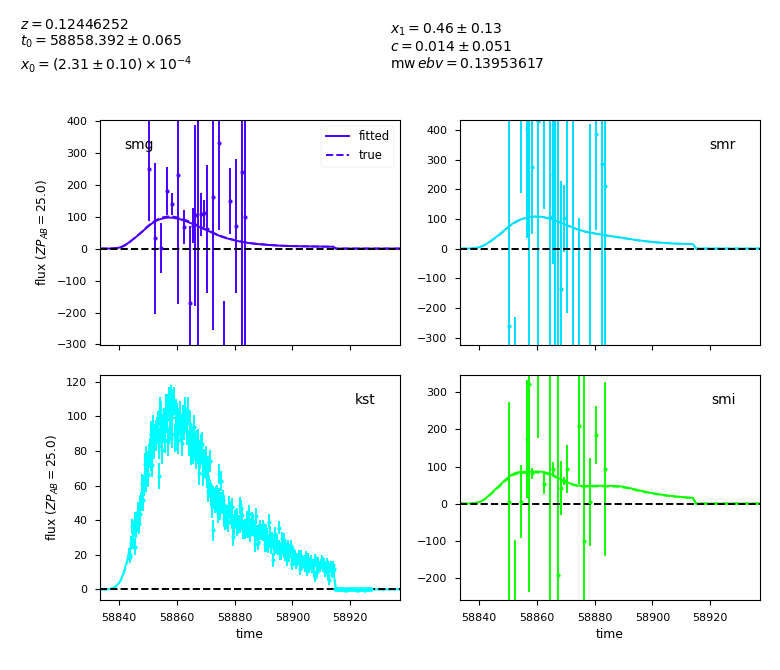 z = 0.12446252
t₀ = 58858.392 ± 0.065
x₀ = (2.31 ± 0.10) × 10⁻⁴
x₁ = 0.46 ± 0.13
c = 0.014 ± 0.051
mw ebv = 0.13953617
400
300
200
100
0
−100
−200
−300
flux (ZP_AB = 25.0)
smg
fitted
true
400
300
200
100
0
−100
−200
−300
smr
120
100
80
60
40
20
0
flux (ZP_AB = 25.0)
kst
58840
58860
58880
58900
58920
time
300
200
100
0
−100
−200
smi
58840
58860
58880
58900
58920
time